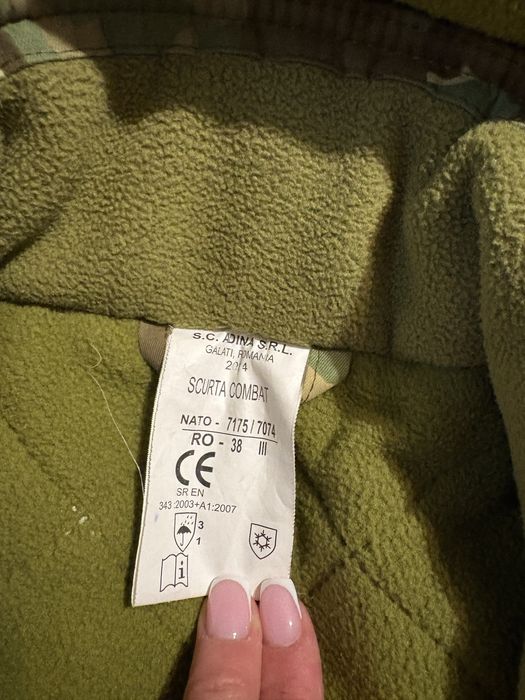 S.C. ADINA S.R.L.
GALATI, ROMANIA
2014
SCURTA COMBAT
NATO - 7175 / 7074
RO - 38 III
CE
SR EN
343:2003+A1:2007
3
1
i